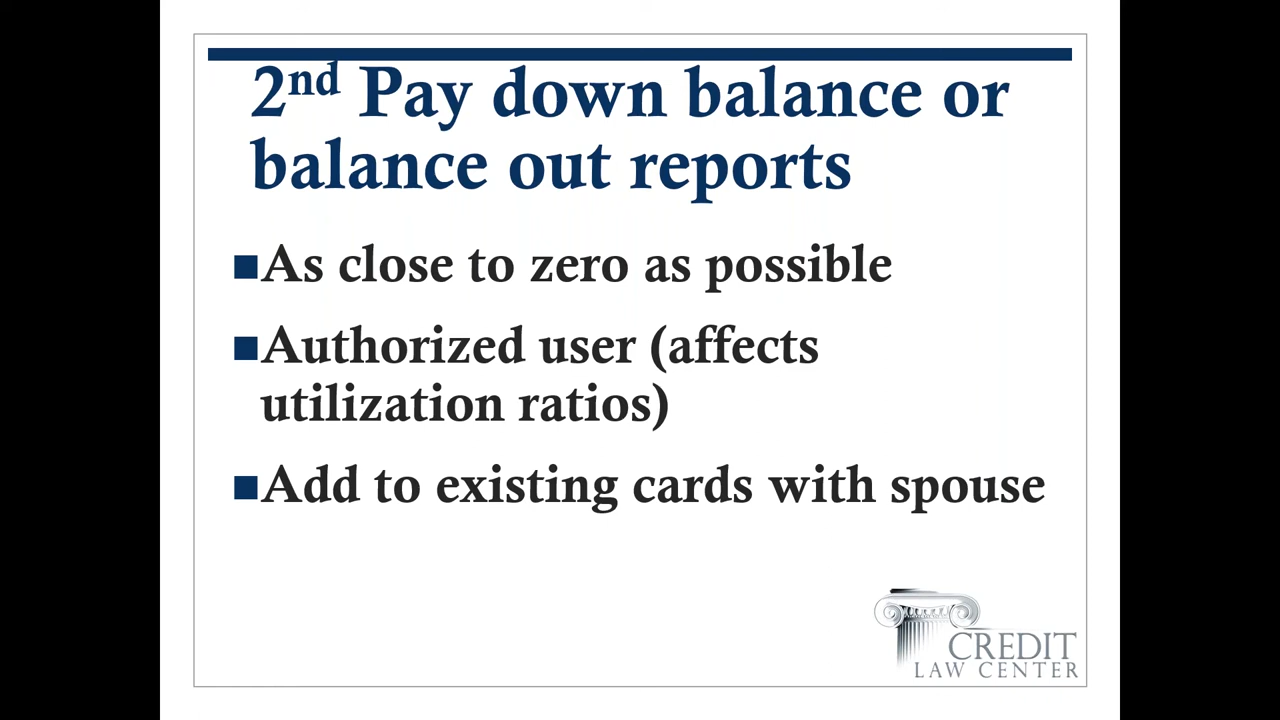 2nd Pay down balance or
balance out reports
■As close to zero as possible
■Authorized user (affects
utilization ratios)
■Add to existing cards with spouse
CREDIT
LAW CENTER